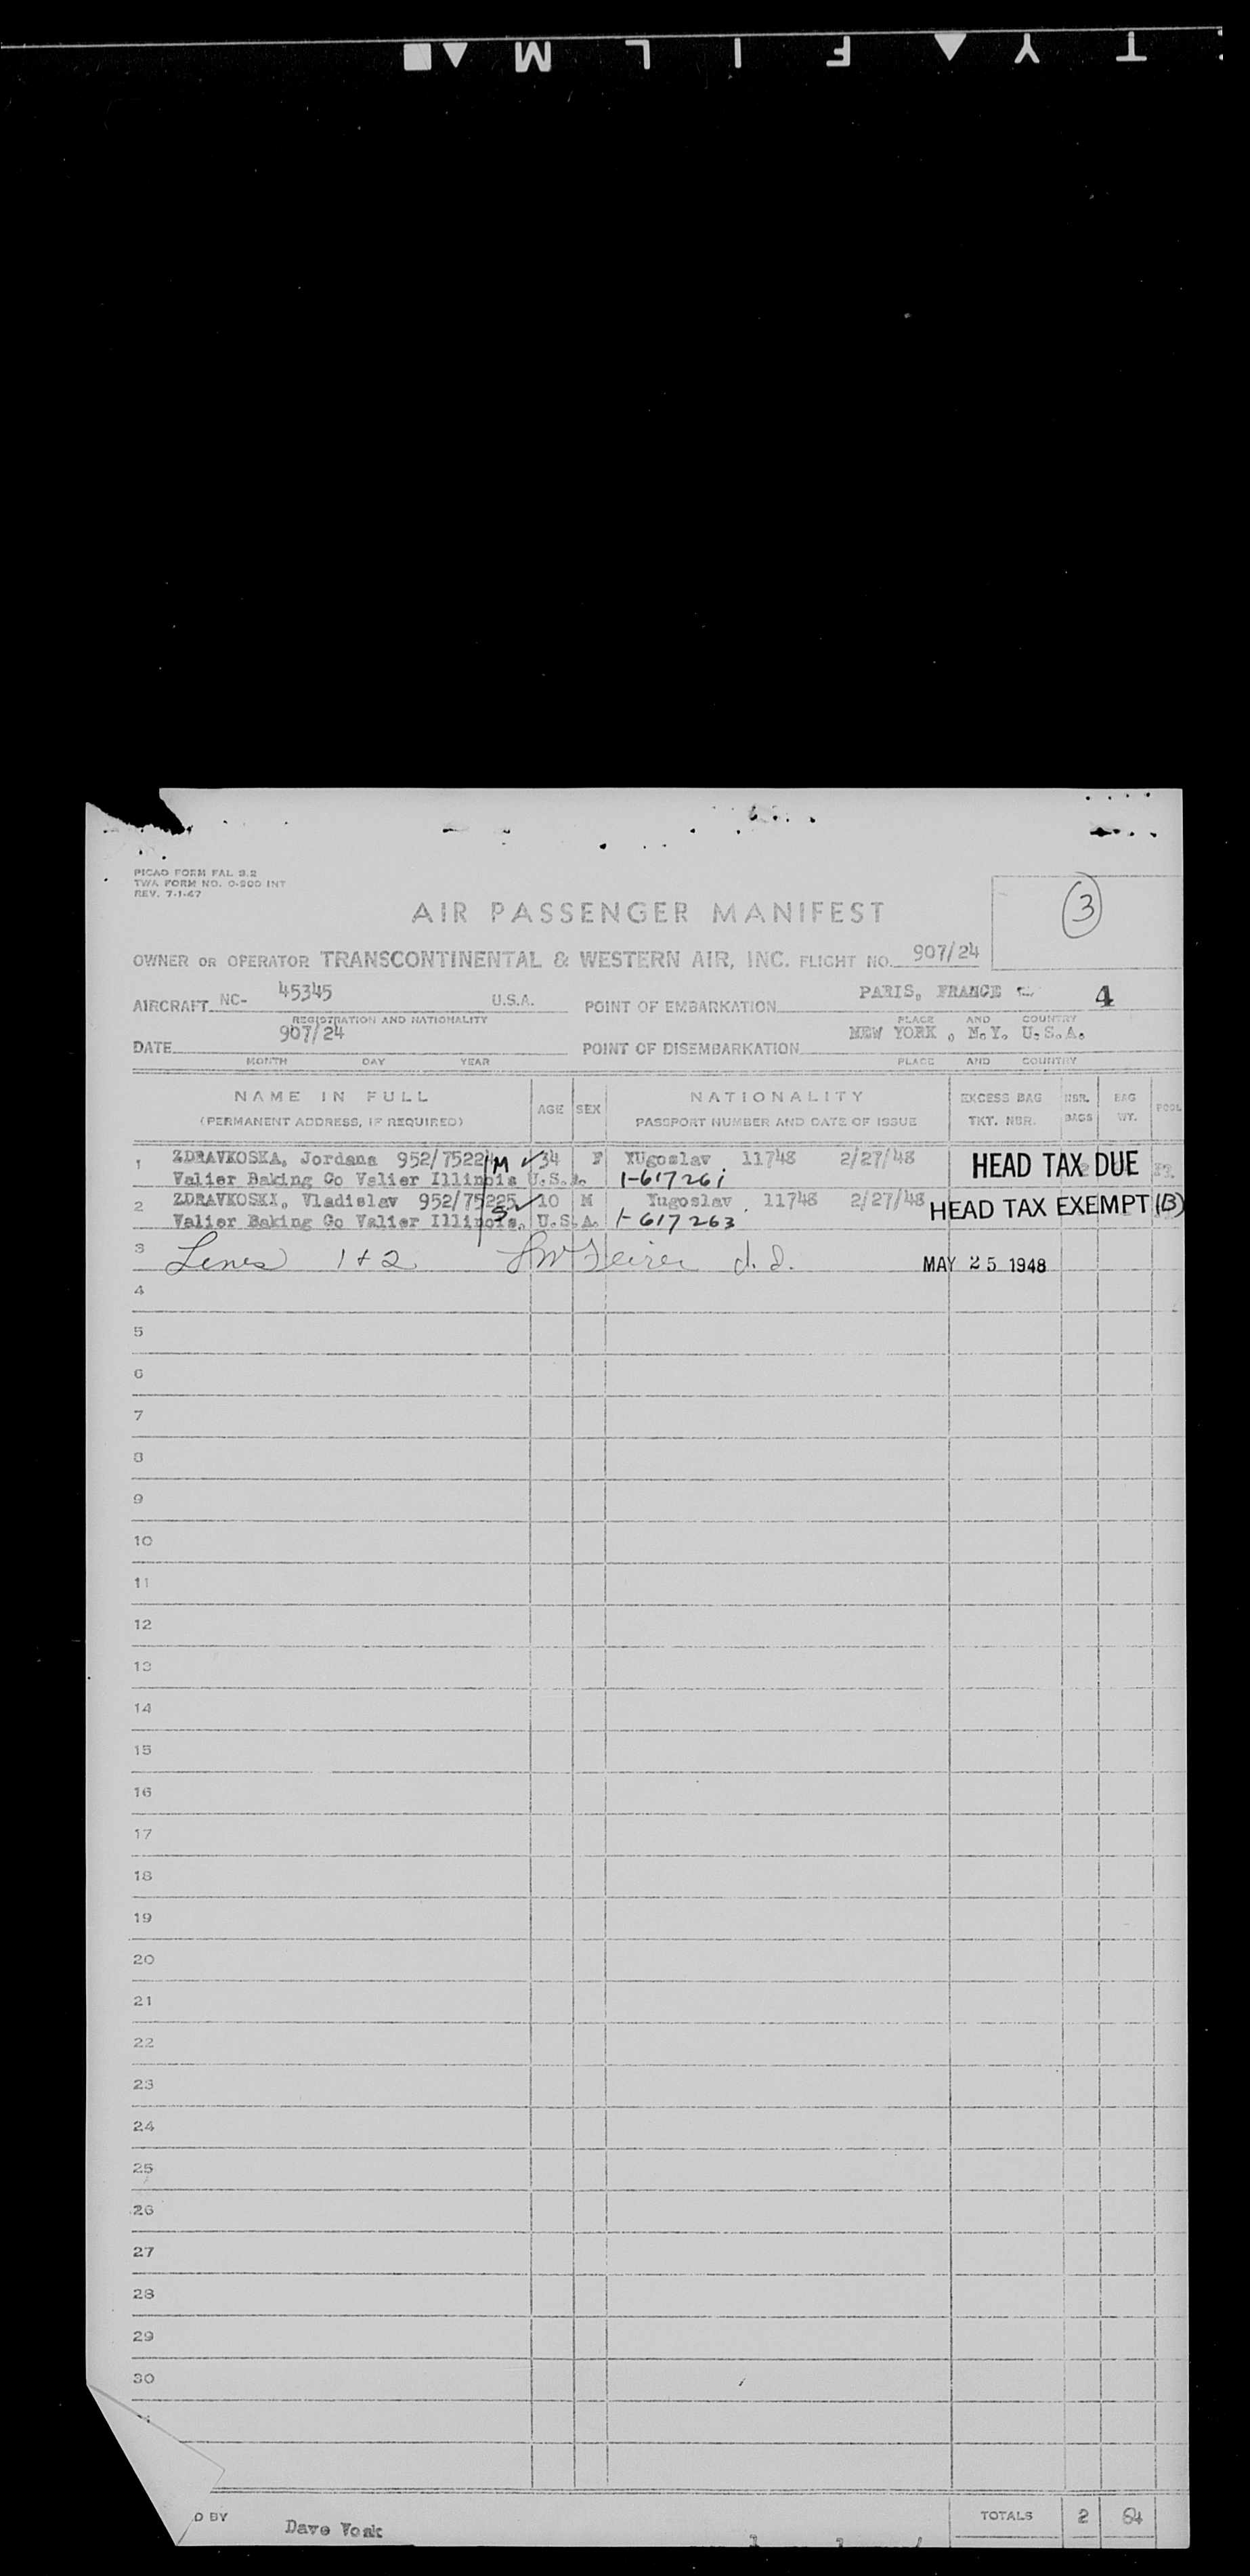 T Y F I L M
PICAO FORM FAL 3.2
TWA FORM NO. O-20D INT
REV. 7-1-47
3
AIR PASSENGER MANIFEST
OWNER OR OPERATOR TRANSCONTINENTAL & WESTERN AIR, INC. FLIGHT NO. 907/24
AIRCRAFT NC- 45345 U.S.A. POINT OF EMBARKATION PARIS, FRANCE 4
REGISTRATION AND NATIONALITY PLACE AND COUNTRY
DATE 907/24 POINT OF DISEMBARKATION NEW YORK , N.Y. U.S.A.
MONTH DAY YEAR PLACE AND COUNTRY
NAME IN FULL AGE SEX NATIONALITY EXCESS BAG NBR. BAG POOL
(PERMANENT ADDRESS, IF REQUIRED) PASSPORT NUMBER AND DATE OF ISSUE TKT. NBR. BAGS WT.
1 ZDRAVKOSKA, Jordana 952/75224 M 34 F YUgoslav 11748 2/27/48 HEAD TAX DUE
Valier Baking Co Valier Illinois U.S.A. 1-617261
2 ZDRAVKOSKI, Vladislav 952/75225 10 M Yugoslav 11748 2/27/48 HEAD TAX EXEMPT (B)
Valier Baking Co Valier Illinois, S U.S.A. 1-617263
3 Lines 1+2 MAY 25 1948
4
5
6
7
8
9
10
11
12
13
14
15
16
17
18
19
20
21
22
23
24
25
26
27
28
29
30
D BY Dave TOTALS 2 64